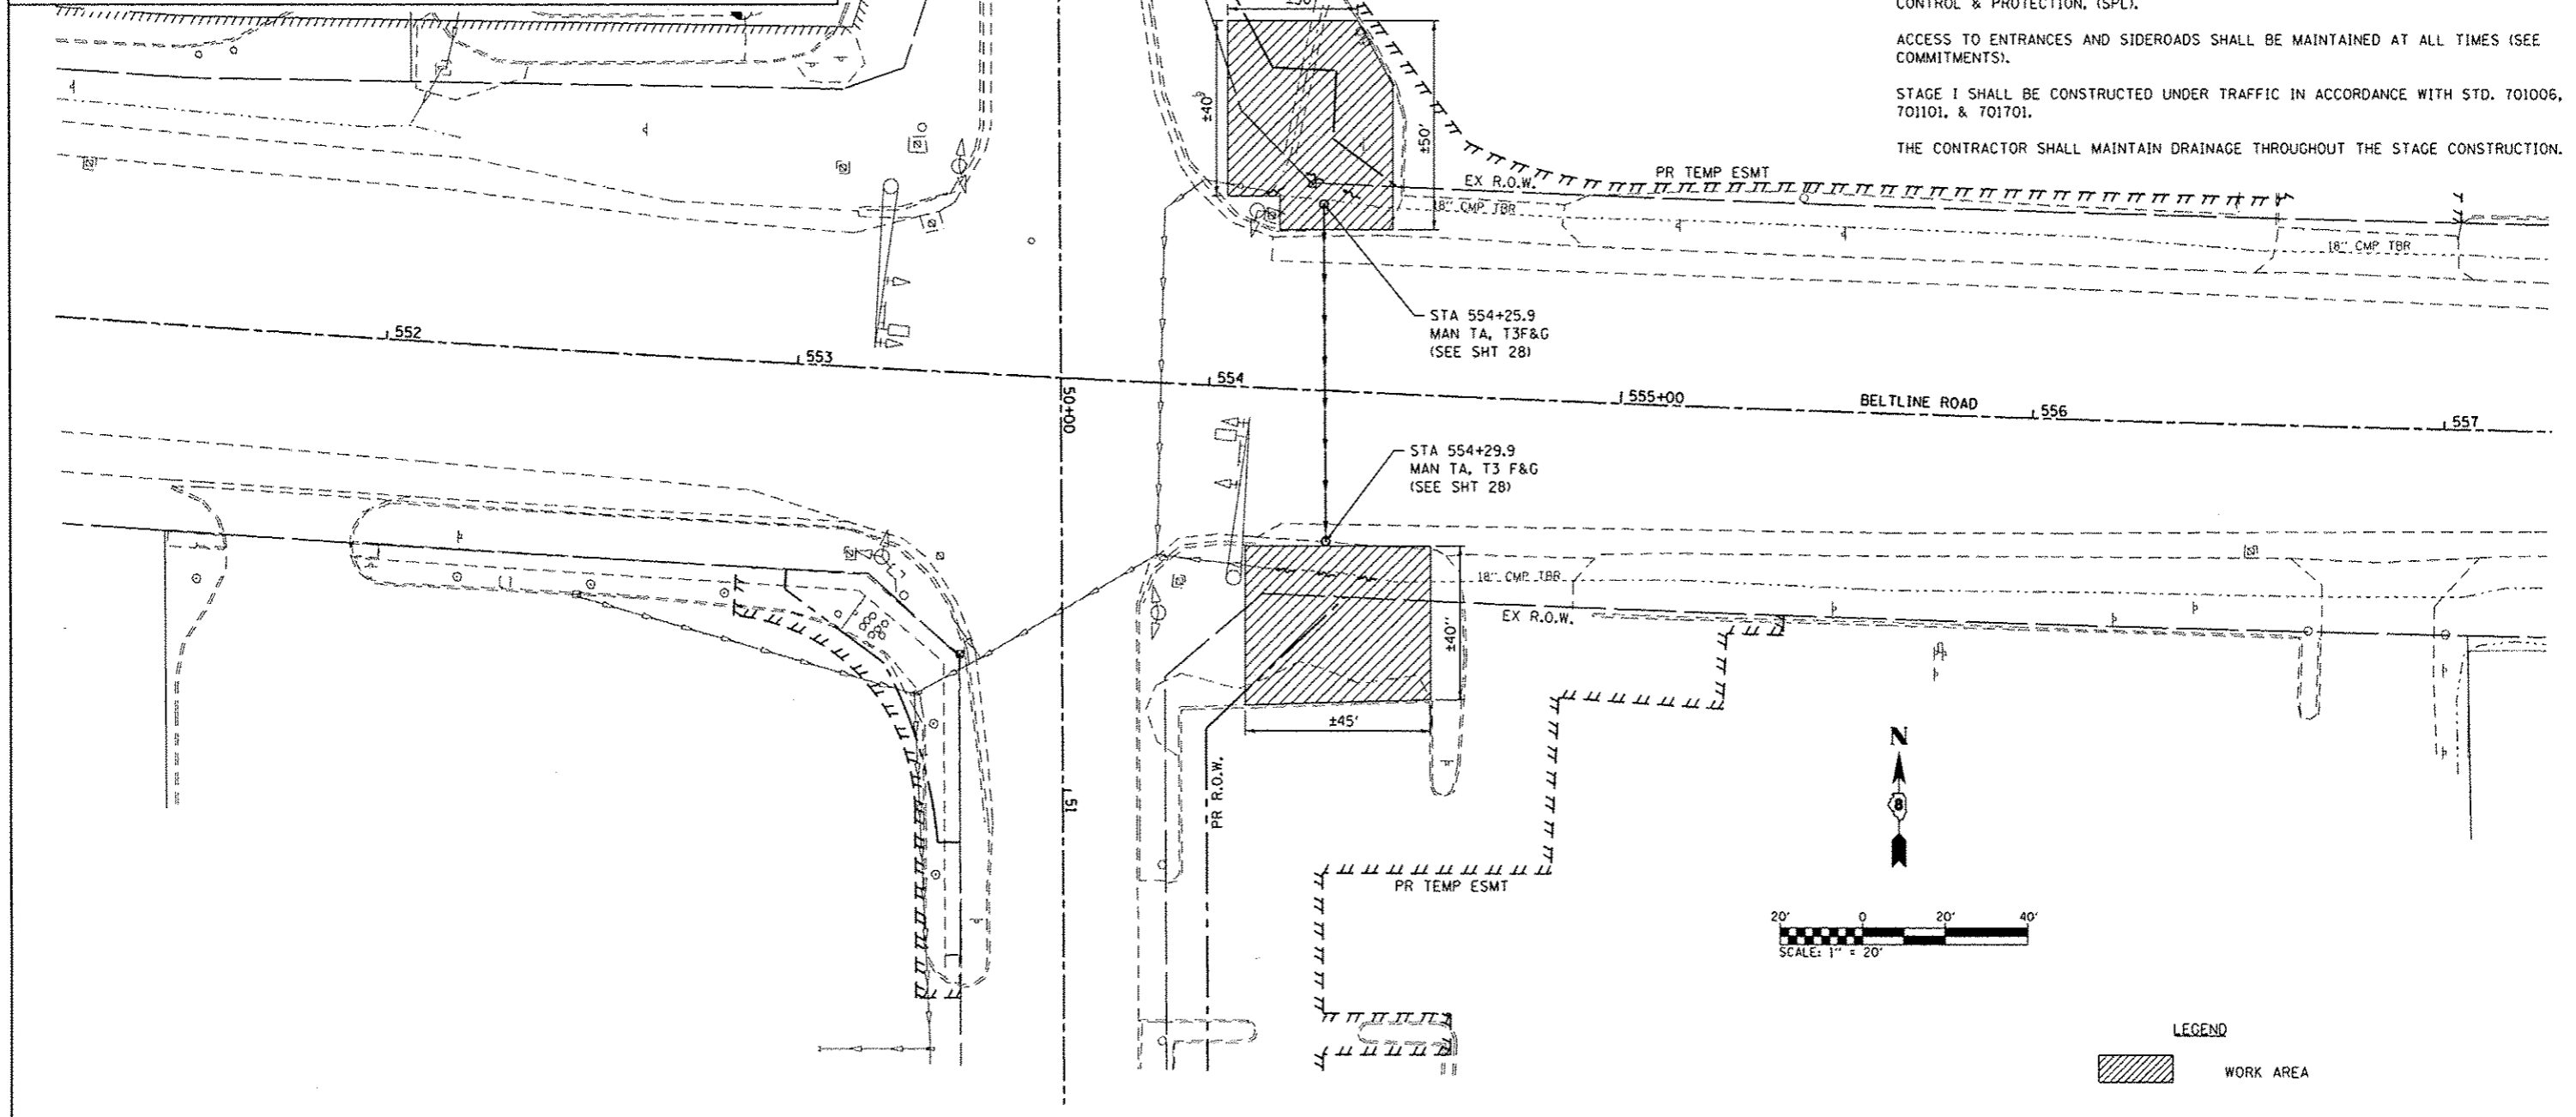 CONTROL & PROTECTION, (SPL).
ACCESS TO ENTRANCES AND SIDEROADS SHALL BE MAINTAINED AT ALL TIMES (SEE
COMMITMENTS).
STAGE I SHALL BE CONSTRUCTED UNDER TRAFFIC IN ACCORDANCE WITH STD. 701006,
701101, & 701701.
THE CONTRACTOR SHALL MAINTAIN DRAINAGE THROUGHOUT THE STAGE CONSTRUCTION.
±40'
±50'
PR TEMP ESMT
EX R.O.W.
18" CMP TBR
18" CMP TBR
STA 554+25.9
MAN TA, T3F&G
(SEE SHT 28)
552
553
554
555+00
BELTLINE ROAD
556
557
50+00
STA 554+29.9
MAN TA, T3 F&G
(SEE SHT 28)
18" CMP TBR
EX R.O.W.
±40''
±45'
PR R.O.W.
51
N
8
PR TEMP ESMT
20' 0 20' 40'
SCALE: 1" = 20'
LEGEND
WORK AREA